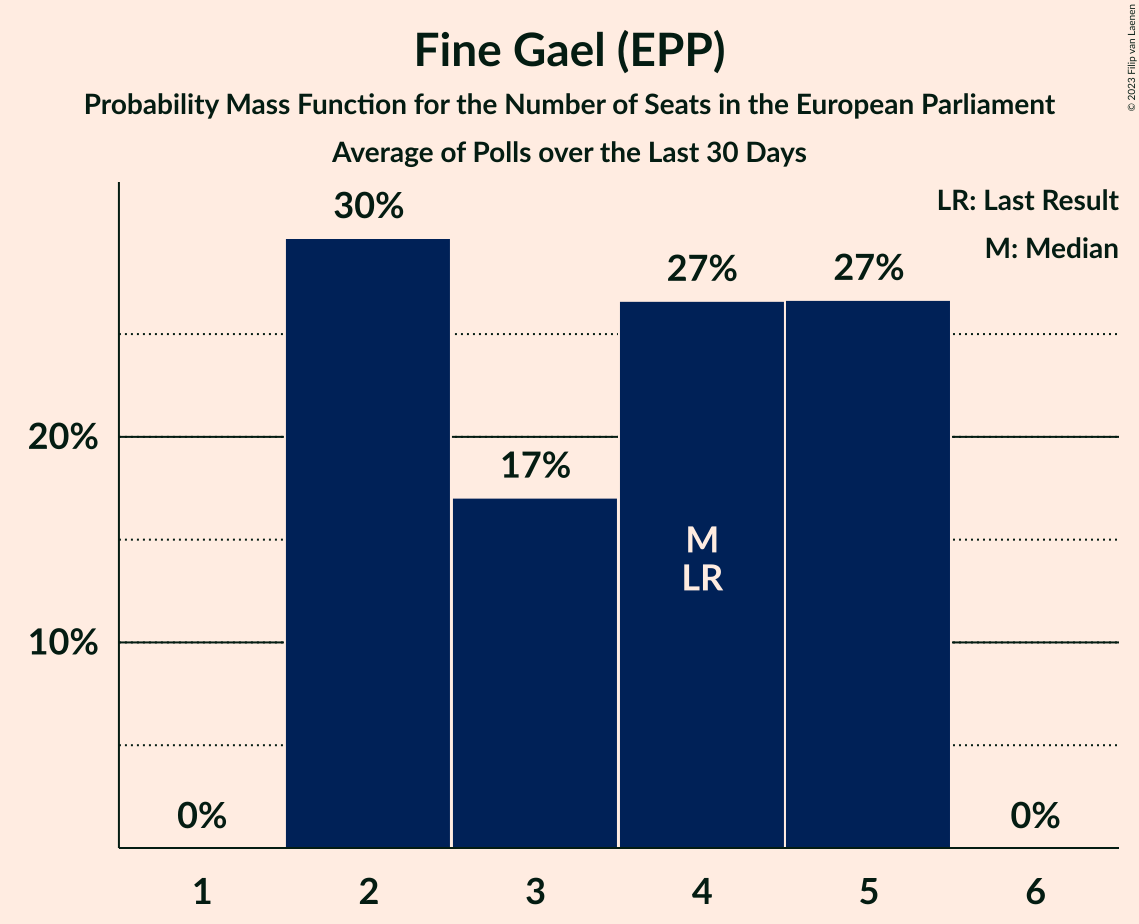 Fine Gael (EPP)
Probability Mass Function for the Number of Seats in the European Parliament
Average of Polls over the Last 30 Days
© 2023 Filip van Laenen
LR: Last Result
M: Median
30%
27%
27%
20%
17%
M
LR
10%
0%
0%
1 2 3 4 5 6